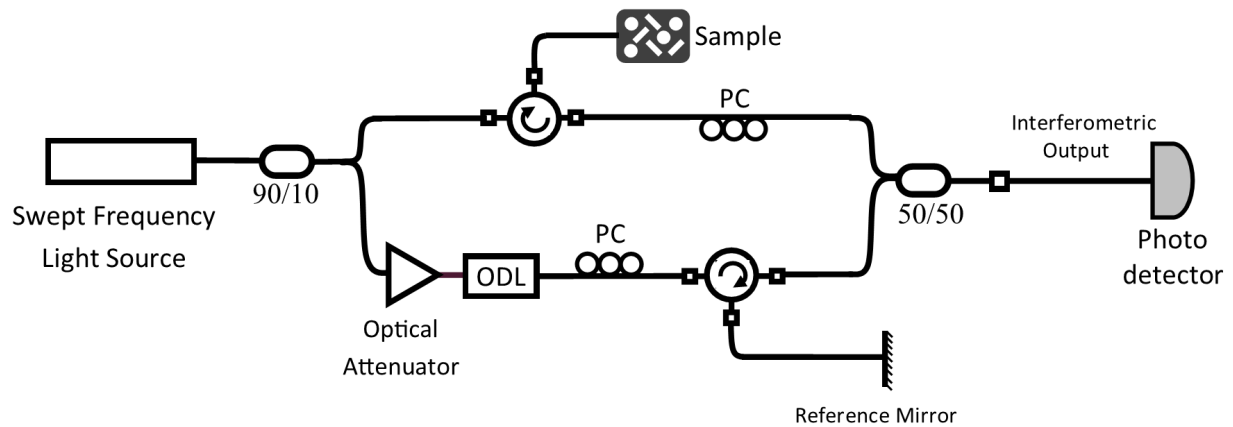 Sample
PC
Interferometric
Output
90/10
50/50
Swept Frequency
Light Source
PC
ODL
Photo
detector
Optical
Attenuator
Reference Mirror